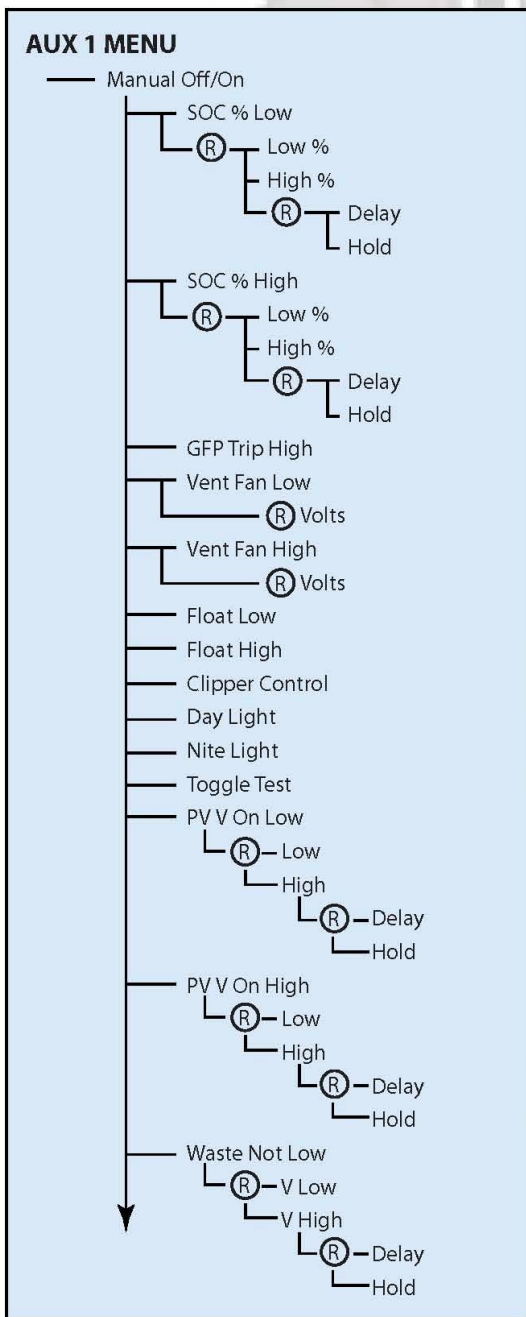 AUX 1 MENU
Manual Off/On
SOC % Low
R Low %
High %
R Delay
Hold
SOC % High
R Low %
High %
R Delay
Hold
GFP Trip High
Vent Fan Low
R Volts
Vent Fan High
R Volts
Float Low
Float High
Clipper Control
Day Light
Nite Light
Toggle Test
PV V On Low
R Low
High
R Delay
Hold
PV V On High
R Low
High
R Delay
Hold
Waste Not Low
R V Low
V High
R Delay
Hold